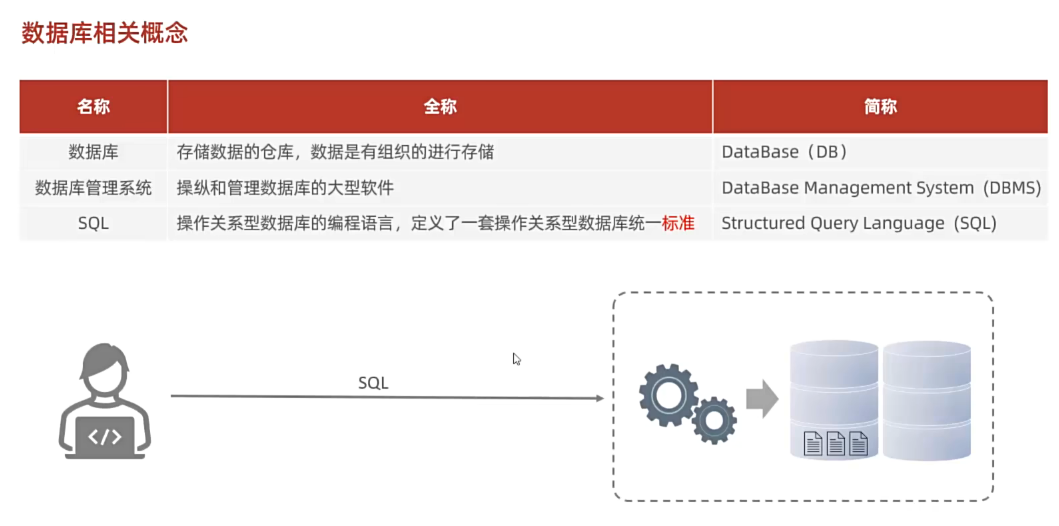 数据库相关概念
名称 全称 简称
数据库 存储数据的仓库，数据是有组织的进行存储 DataBase（DB）
数据库管理系统 操纵和管理数据库的大型软件 DataBase Management System (DBMS)
SQL 操作关系型数据库的编程语言，定义了一套操作关系型数据库统一标准 Structured Query Language (SQL)
SQL
</>